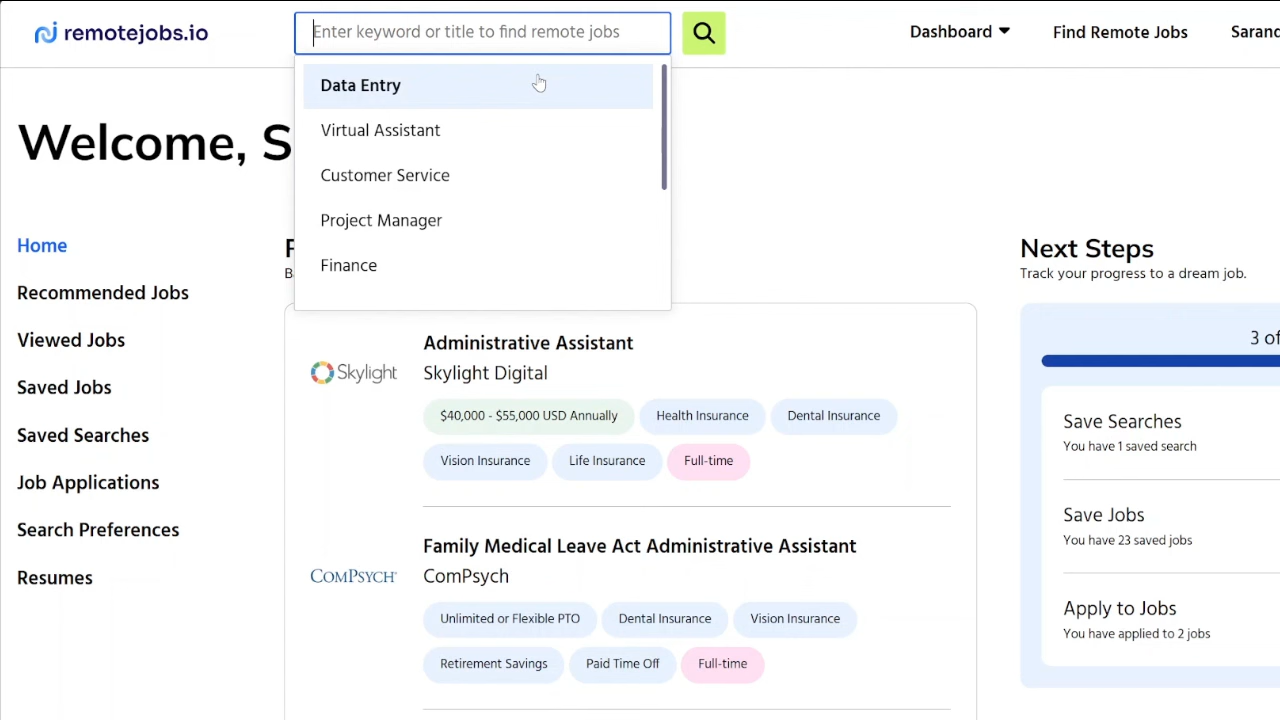 remotejobs.io
Enter keyword or title to find remote jobs
Dashboard
Find Remote Jobs
Data Entry
Virtual Assistant
Customer Service
Project Manager
Finance
Welcome, S
Home
Recommended Jobs
Viewed Jobs
Saved Jobs
Saved Searches
Job Applications
Search Preferences
Resumes
Skylight
Administrative Assistant
Skylight Digital
$40,000 - $55,000 USD Annually Health Insurance Dental Insurance
Vision Insurance Life Insurance Full-time
COMPSYCH
Family Medical Leave Act Administrative Assistant
ComPsych
Unlimited or Flexible PTO Dental Insurance Vision Insurance
Retirement Savings Paid Time Off Full-time
Next Steps
Track your progress to a dream job.
3 of
Save Searches
You have 1 saved search
Save Jobs
You have 23 saved jobs
Apply to Jobs
You have applied to 2 jobs